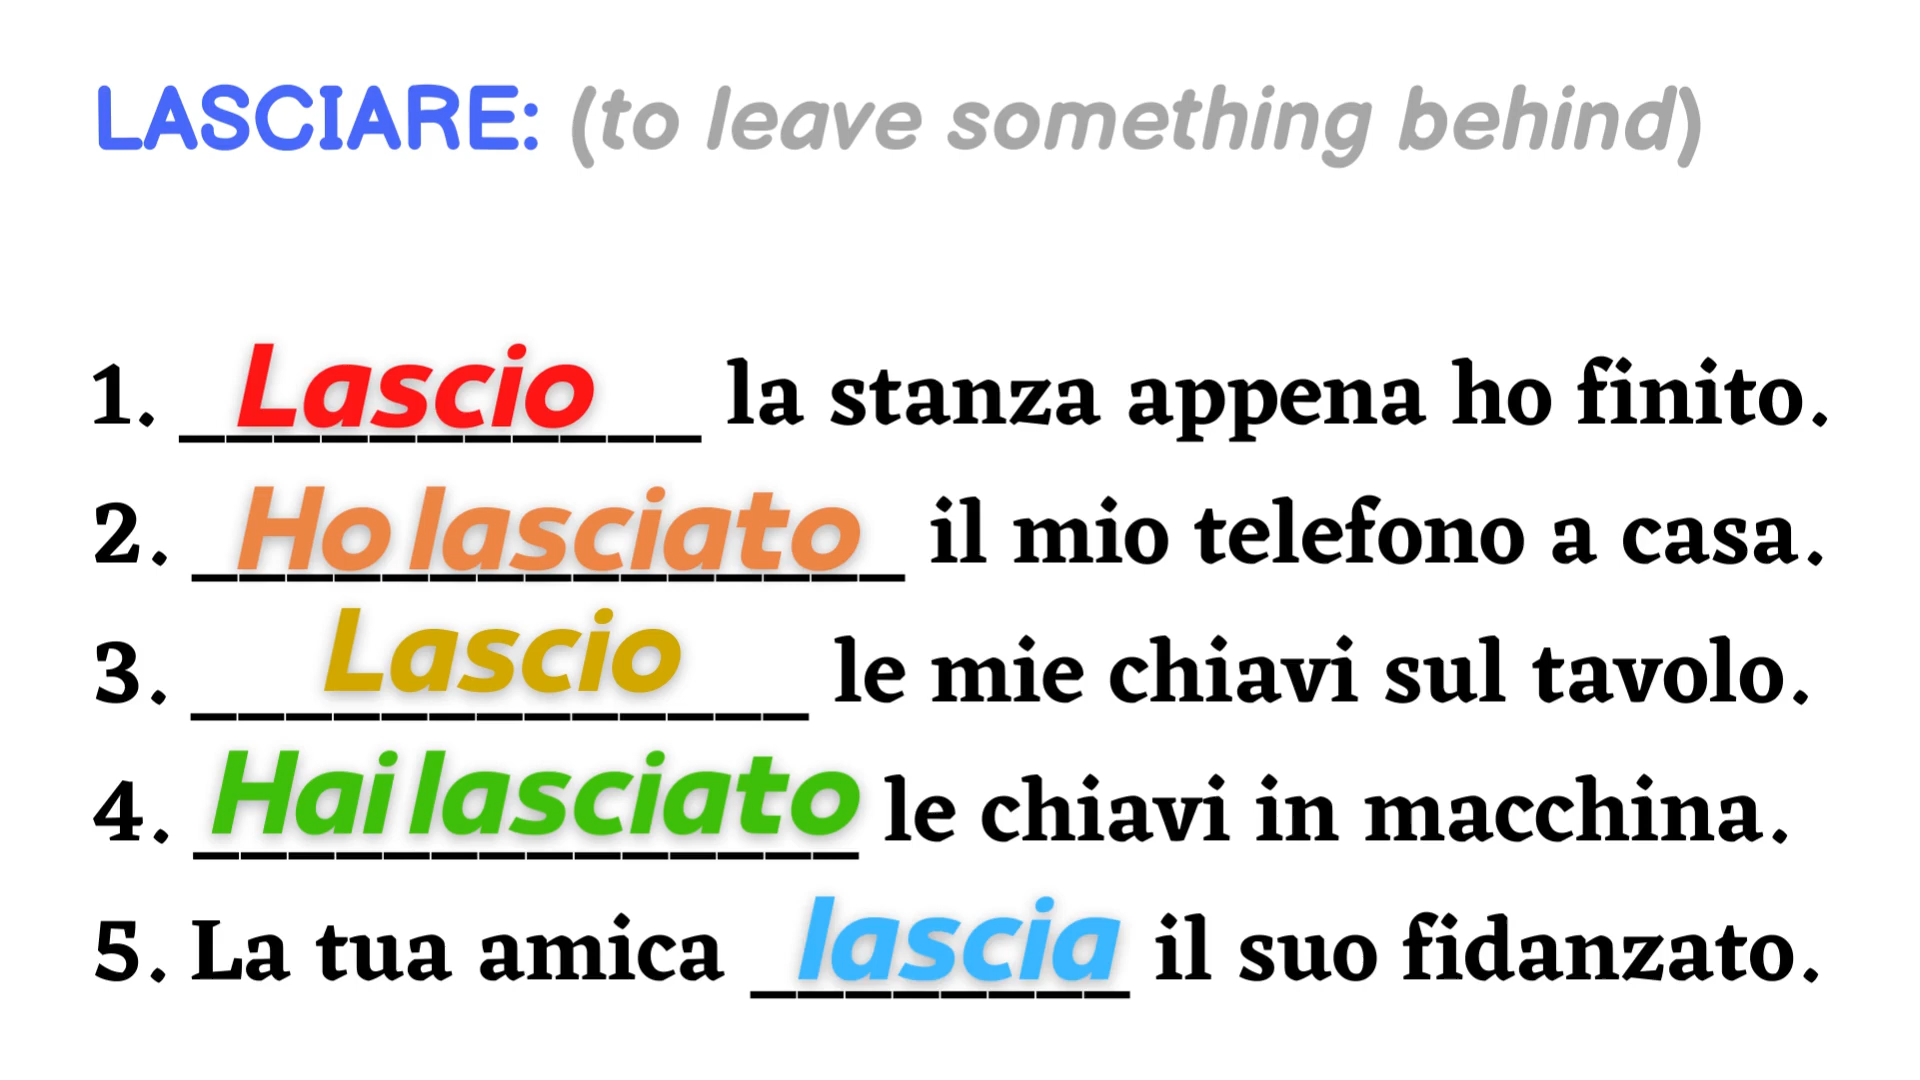 LASCIARE: (to leave something behind)
1. Lascio la stanza appena ho finito.
2. Ho lasciato il mio telefono a casa.
3. Lascio le mie chiavi sul tavolo.
4. Hai lasciato le chiavi in macchina.
5. La tua amica lascia il suo fidanzato.